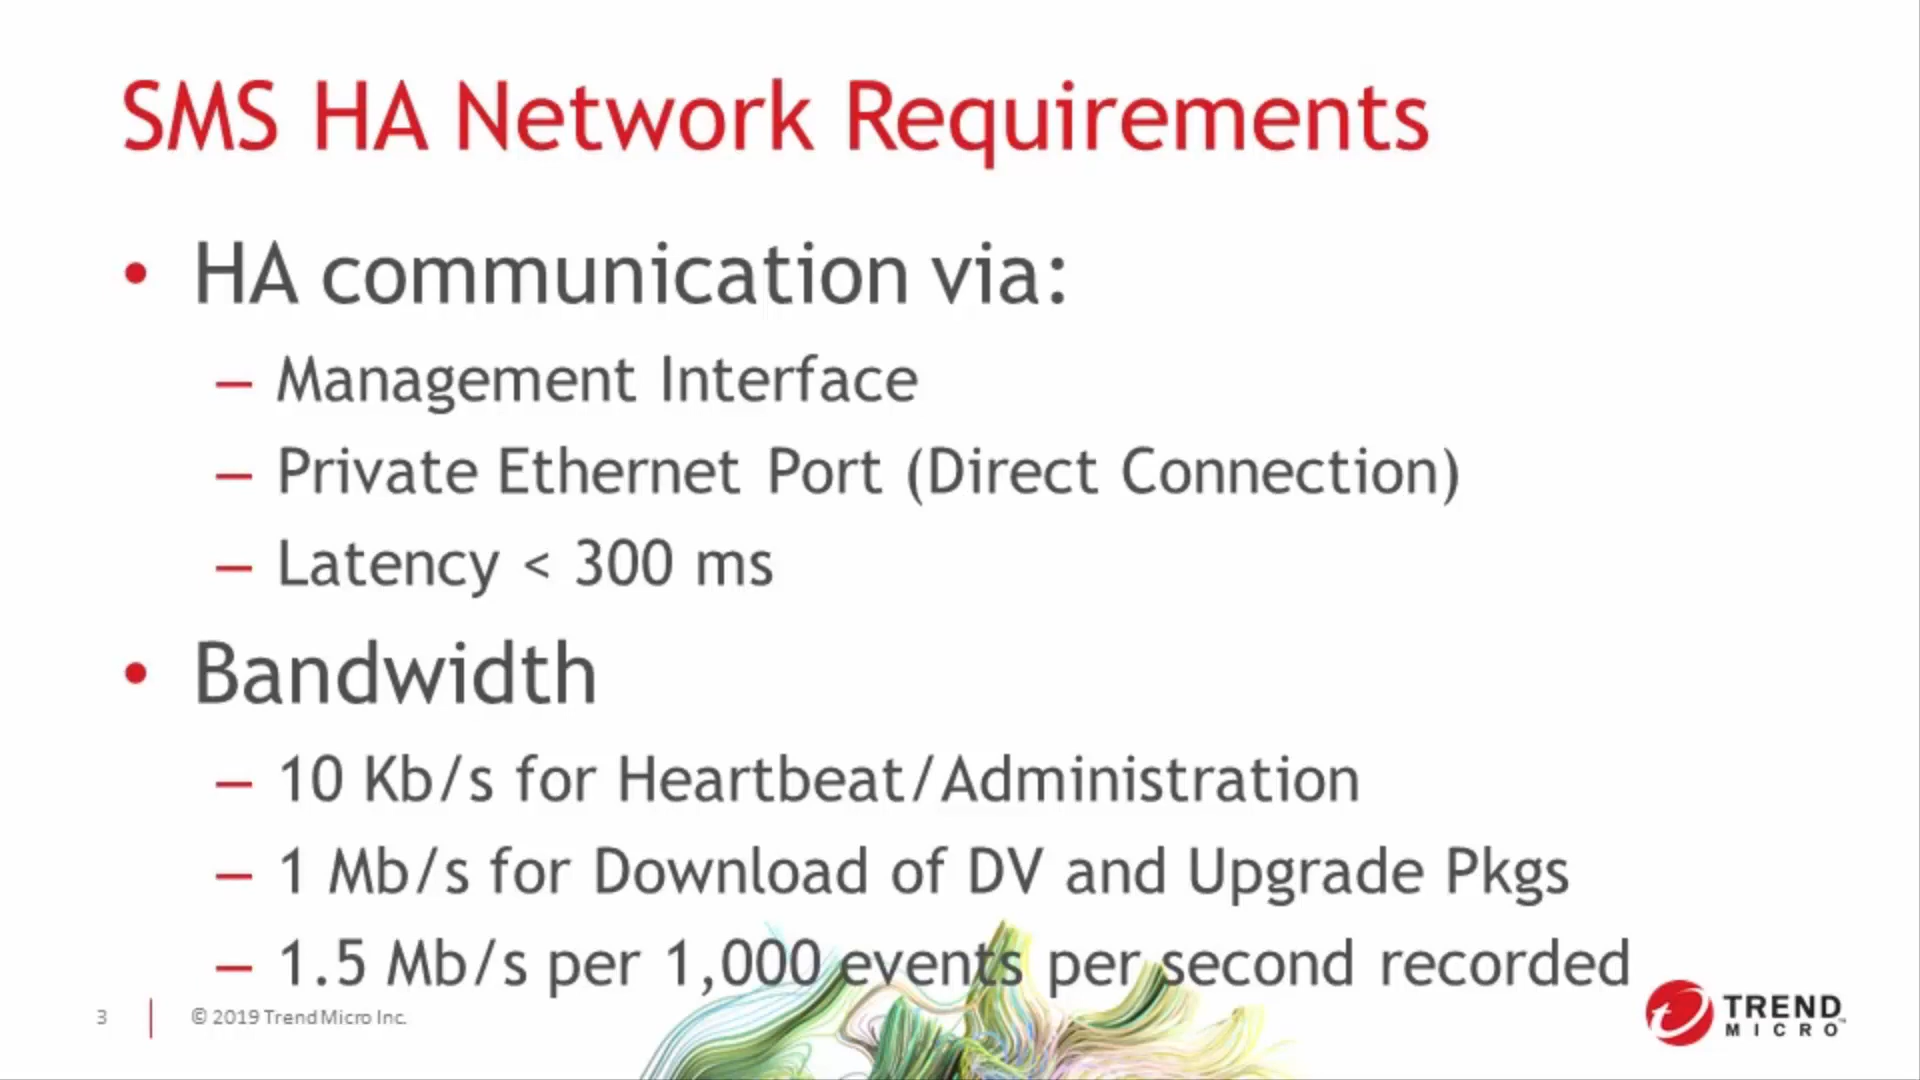 SMS HA Network Requirements
• HA communication via:
– Management Interface
– Private Ethernet Port (Direct Connection)
– Latency < 300 ms
• Bandwidth
– 10 Kb/s for Heartbeat/Administration
– 1 Mb/s for Download of DV and Upgrade Pkgs
– 1.5 Mb/s per 1,000 events per second recorded
3
© 2019 Trend Micro Inc.
TREND
MICRO™